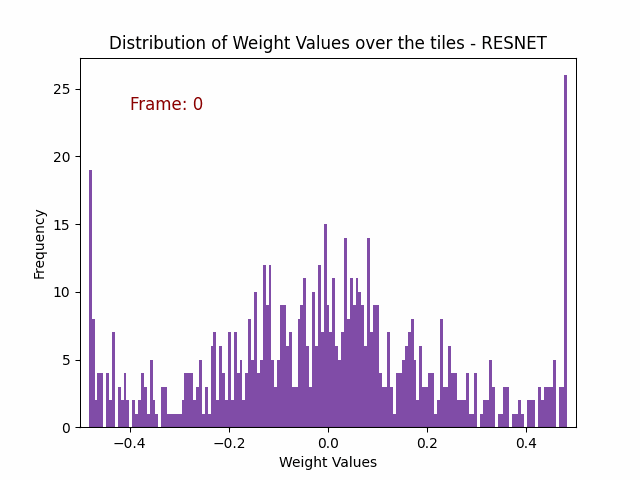 Distribution of Weight Values over the tiles - RESNET
Frame: 0
25
20
15
10
5
0
Frequency
−0.4 −0.2 0.0 0.2 0.4
Weight Values